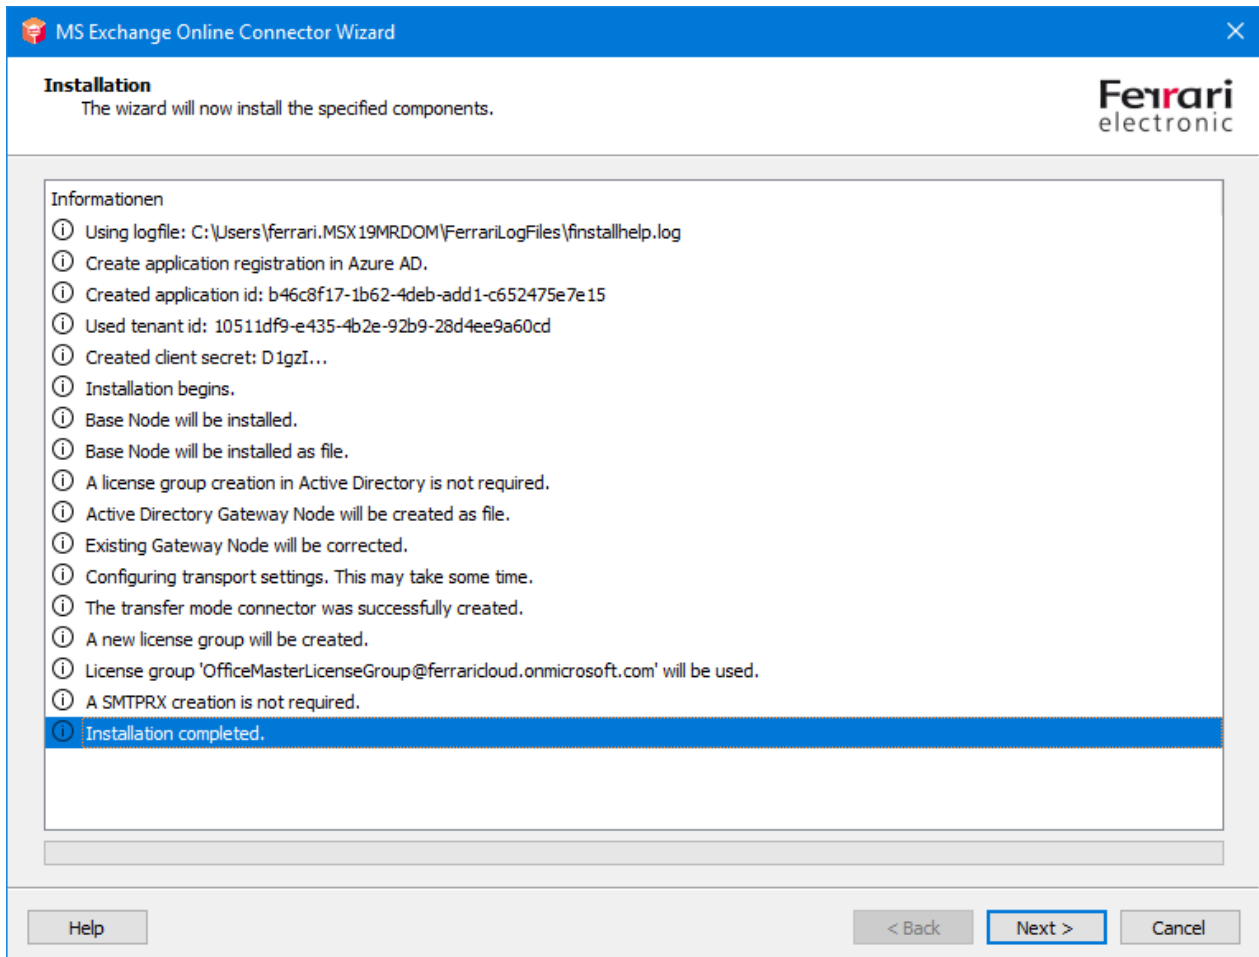 MS Exchange Online Connector Wizard
Installation
The wizard will now install the specified components.
Ferrari
electronic
Informationen
Using logfile: C:\Users\ferrari.MSX19MRDOM\FerrariLogFiles\finstallhelp.log
Create application registration in Azure AD.
Created application id: b46c8f17-1b62-4deb-add1-c652475e7e15
Used tenant id: 10511df9-e435-4b2e-92b9-28d4ee9a60cd
Created client secret: D1gzI...
Installation begins.
Base Node will be installed.
Base Node will be installed as file.
A license group creation in Active Directory is not required.
Active Directory Gateway Node will be created as file.
Existing Gateway Node will be corrected.
Configuring transport settings. This may take some time.
The transfer mode connector was successfully created.
A new license group will be created.
License group 'OfficeMasterLicenseGroup@ferraricloud.onmicrosoft.com' will be used.
A SMTPRX creation is not required.
Installation completed.
Help
< Back
Next >
Cancel